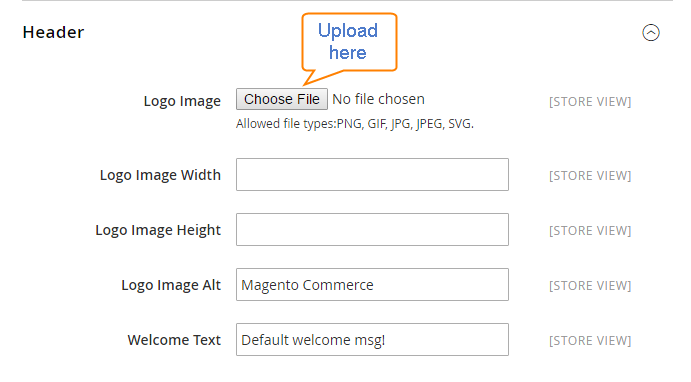 Header
Upload
here
Logo Image Choose File No file chosen [STORE VIEW]
Allowed file types:PNG, GIF, JPG, JPEG, SVG.
Logo Image Width [STORE VIEW]
Logo Image Height [STORE VIEW]
Logo Image Alt Magento Commerce [STORE VIEW]
Welcome Text Default welcome msg! [STORE VIEW]